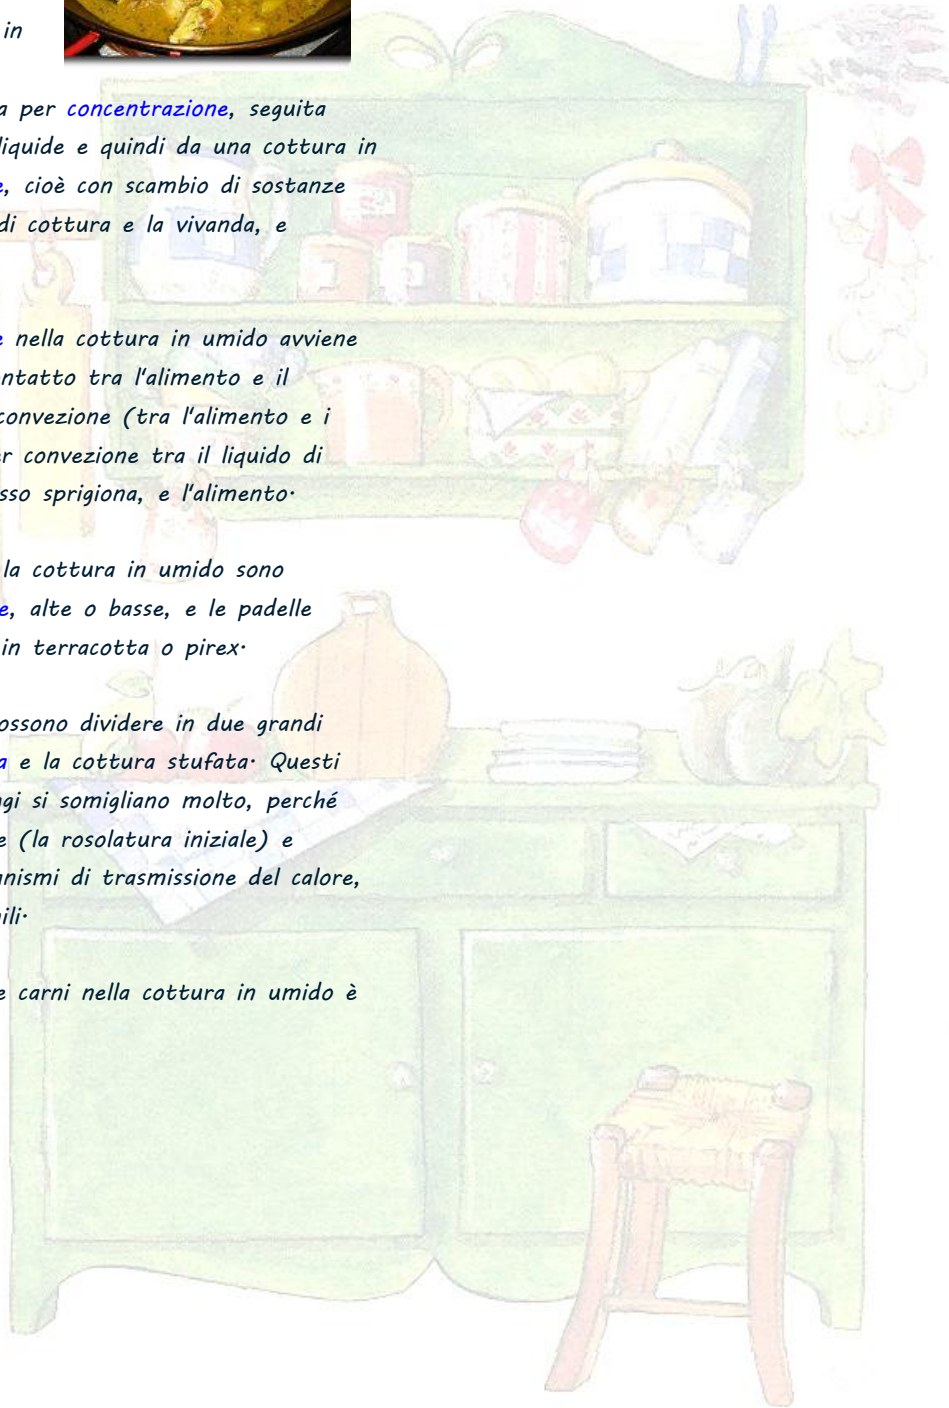 in
a per concentrazione, seguita
liquide e quindi da una cottura in
e, cioè con scambio di sostanze
di cottura e la vivanda, e
e nella cottura in umido avviene
ntatto tra l'alimento e il
convezione (tra l'alimento e i
r convezione tra il liquido di
sso sprigiona, e l'alimento.
la cottura in umido sono
e, alte o basse, e le padelle
in terracotta o pirex.
ossono dividere in due grandi
a e la cottura stufata. Questi
gi si somigliano molto, perché
e (la rosolatura iniziale) e
anismi di trasmissione del calore,
ili.
e carni nella cottura in umido è